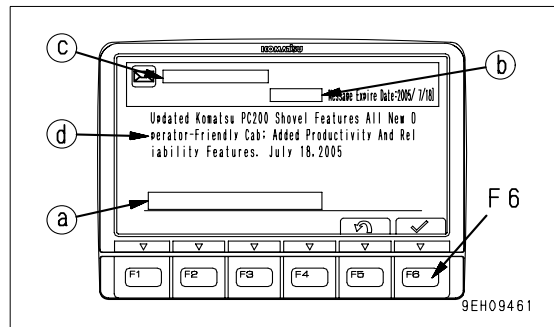 KOMATSU
c
b
Message Expire Date:2005/ 7/18)
Updated Komatsu PC200 Shovel Features All New O
d
perator-Friendly Cab; Added Productivity And Rel
iability Features. July 18.2005
a
F6
F1 F2 F3 F4 F5 F6
9EH09461